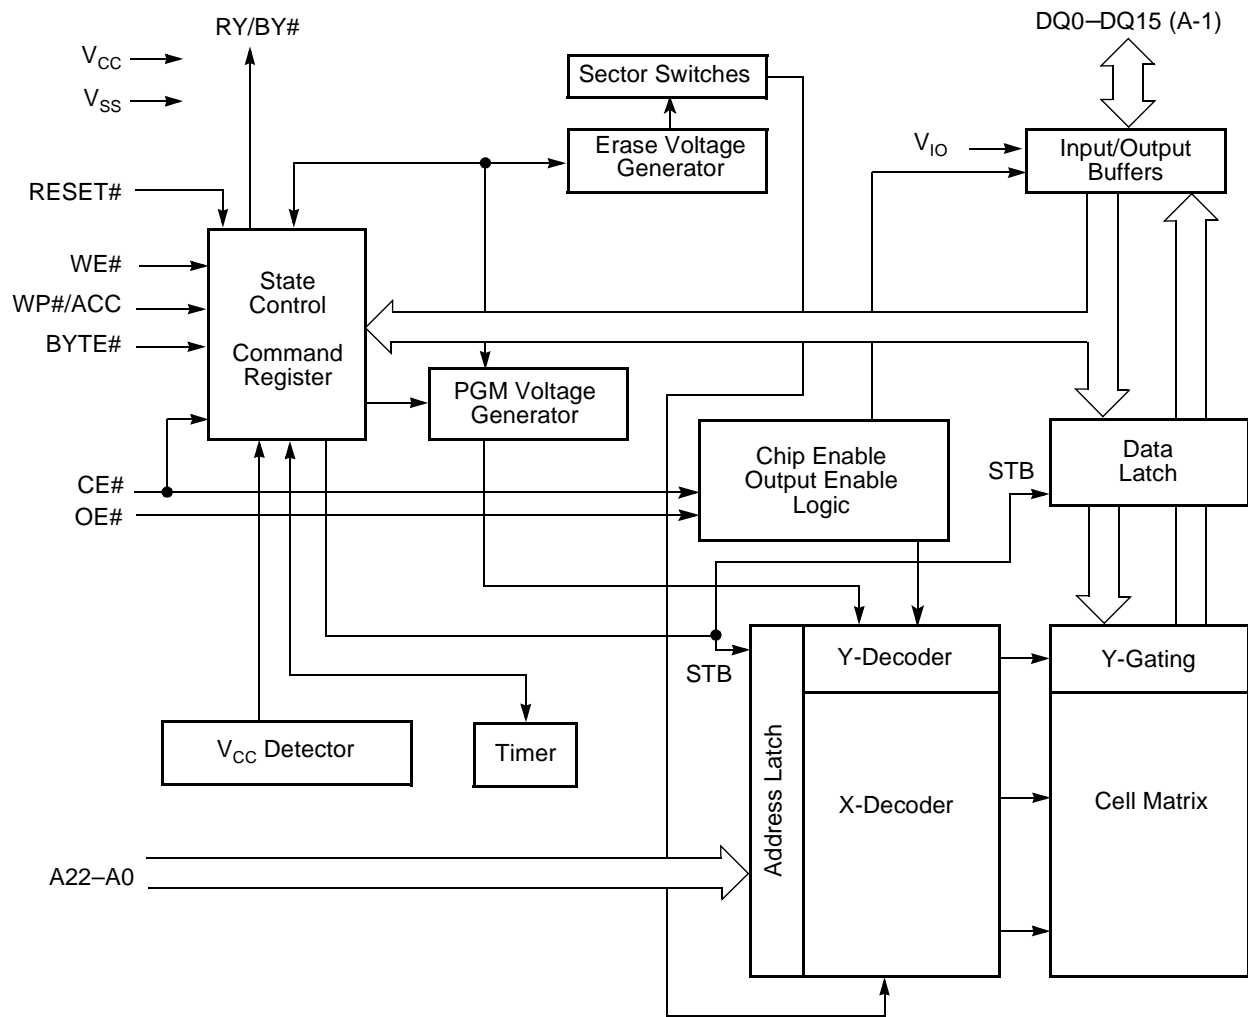 RY/BY#
DQ0–DQ15 (A-1)
VCC
VSS
Sector Switches
Erase Voltage
Generator
VIO
Input/Output
Buffers
RESET#
WE#
WP#/ACC
BYTE#
State
Control
Command
Register
PGM Voltage
Generator
CE#
OE#
Chip Enable
Output Enable
Logic
STB
Data
Latch
STB
Y-Decoder
Y-Gating
VCC Detector
Timer
Address Latch
X-Decoder
Cell Matrix
A22–A0